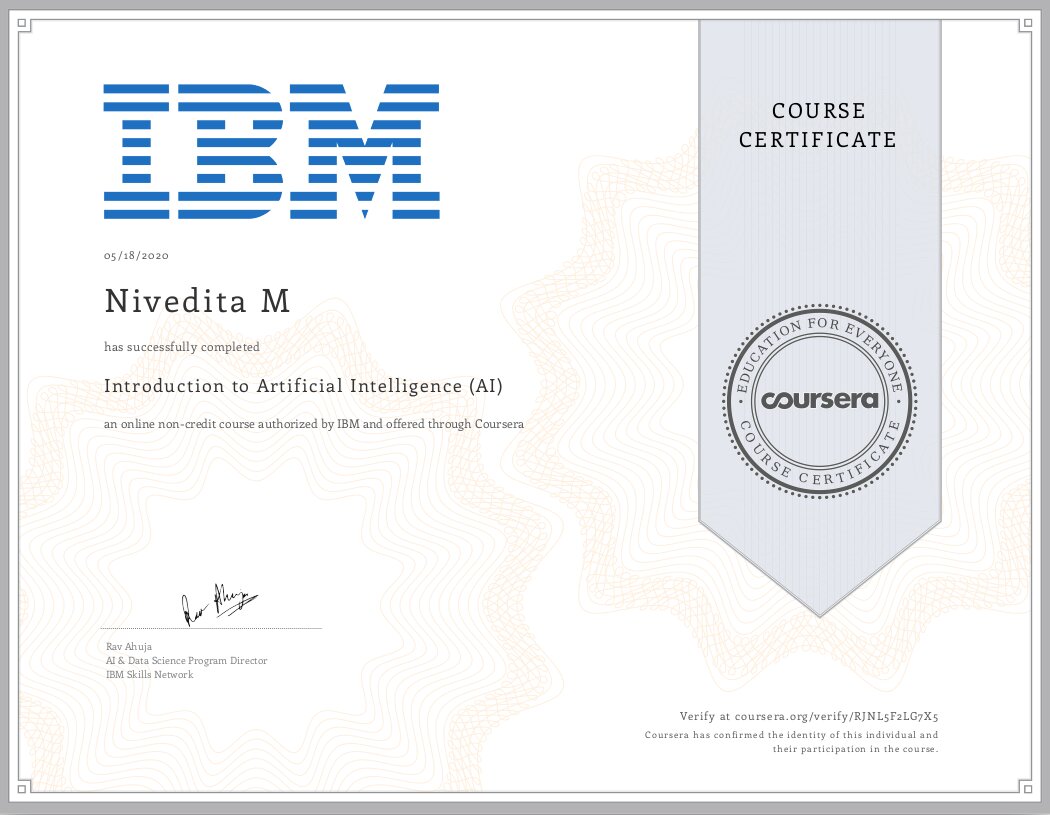 IBM
COURSE
CERTIFICATE
05/18/2020
Nivedita M
has successfully completed
Introduction to Artificial Intelligence (AI)
an online non-credit course authorized by IBM and offered through Coursera
EDUCATION FOR EVERYONE
coursera
COURSE CERTIFICATE
Rav Ahuja
Rav Ahuja
AI & Data Science Program Director
IBM Skills Network
Verify at coursera.org/verify/RJNL5F2LG7X5
Coursera has confirmed the identity of this individual and
their participation in the course.